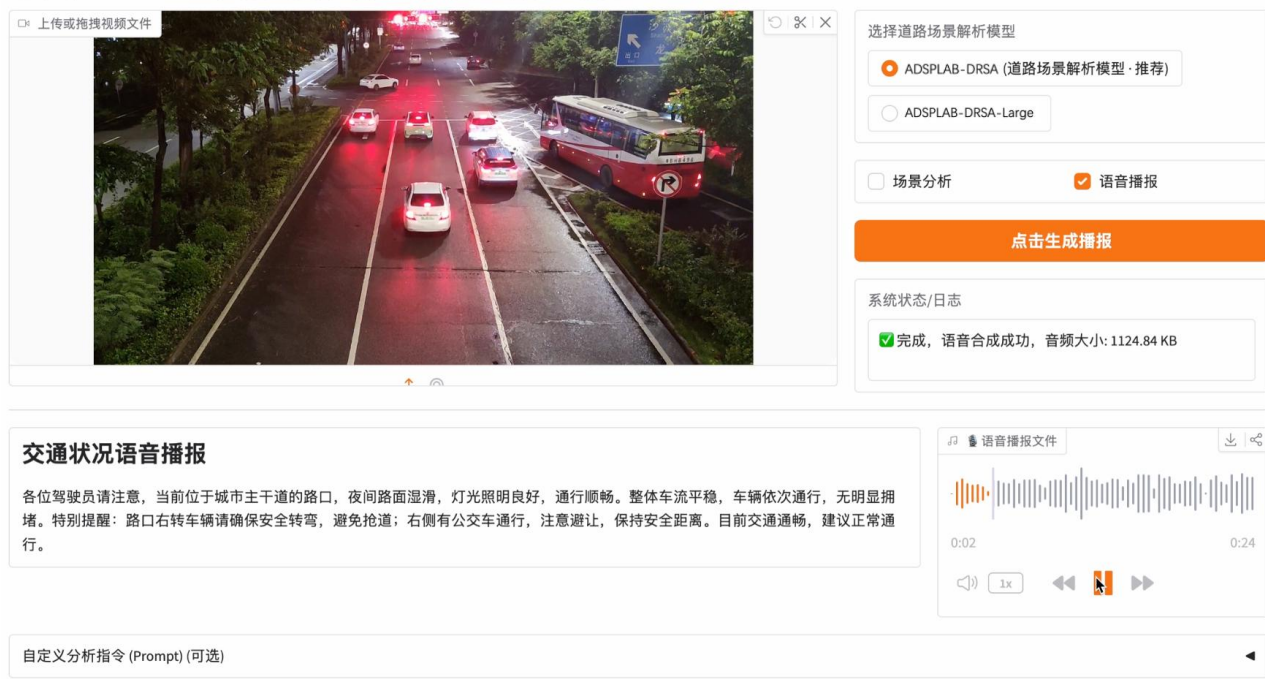 上传或拖拽视频文件
选择道路场景解析模型
ADSPLAB-DRSA (道路场景解析模型 · 推荐)
ADSPLAB-DRSA-Large
场景分析
语音播报
点击生成播报
系统状态/日志
✅完成，语音合成成功，音频大小: 1124.84 KB
出口
交通状况语音播报
各位驾驶员请注意，当前位于城市主干道的路口，夜间路面湿滑，灯光照明良好，通行顺畅。整体车流平稳，车辆依次通行，无明显拥
堵。特别提醒：路口右转车辆请确保安全转弯，避免抢道；右侧有公交车通行，注意避让，保持安全距离。目前交通通畅，建议正常通
行。
语音播报文件
0:02
0:24
1x
自定义分析指令 (Prompt) (可选)